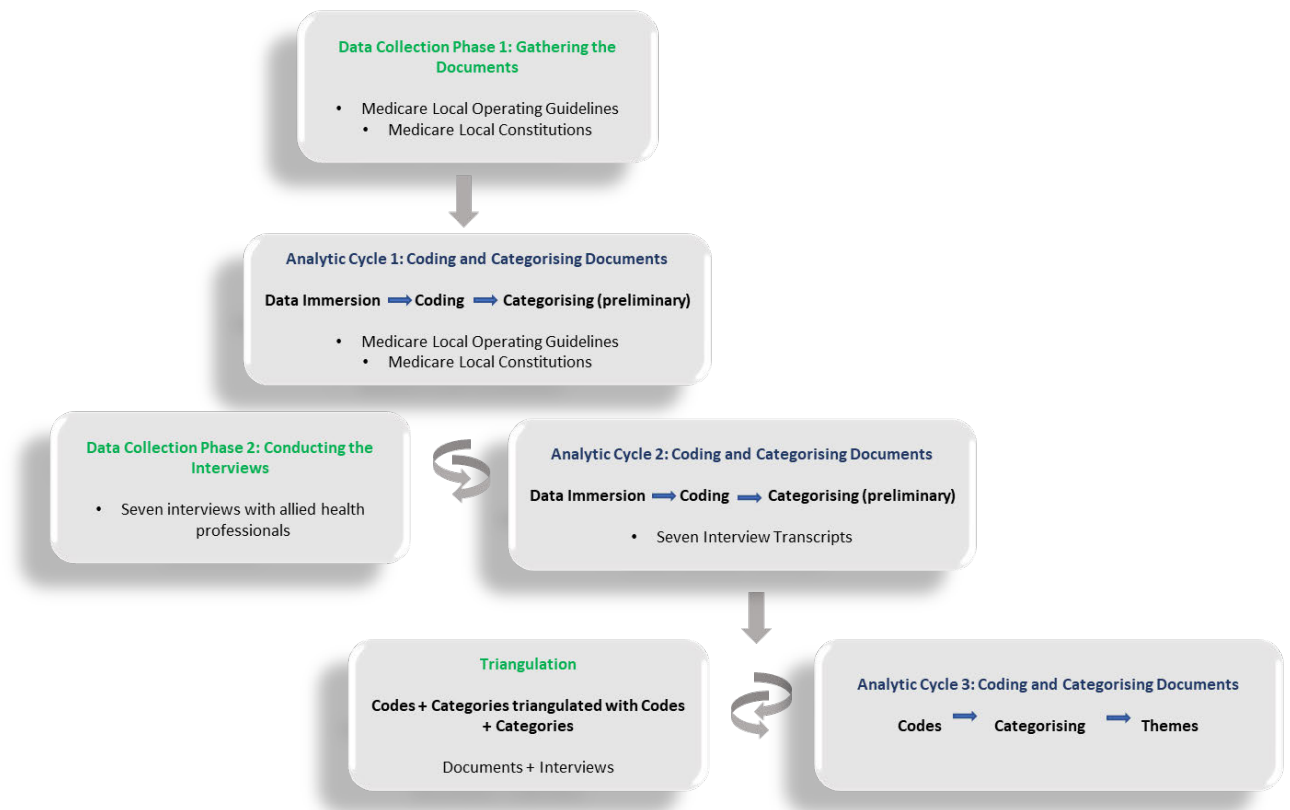 Data Collection Phase 1: Gathering the
Documents
• Medicare Local Operating Guidelines
• Medicare Local Constitutions
Analytic Cycle 1: Coding and Categorising Documents
Data Immersion Coding Categorising (preliminary)
• Medicare Local Operating Guidelines
• Medicare Local Constitutions
Data Collection Phase 2: Conducting the
Interviews
• Seven interviews with allied health
professionals
Analytic Cycle 2: Coding and Categorising Documents
Data Immersion Coding Categorising (preliminary)
• Seven Interview Transcripts
Triangulation
Codes + Categories triangulated with Codes
+ Categories
Documents + Interviews
Analytic Cycle 3: Coding and Categorising Documents
Codes Categorising Themes